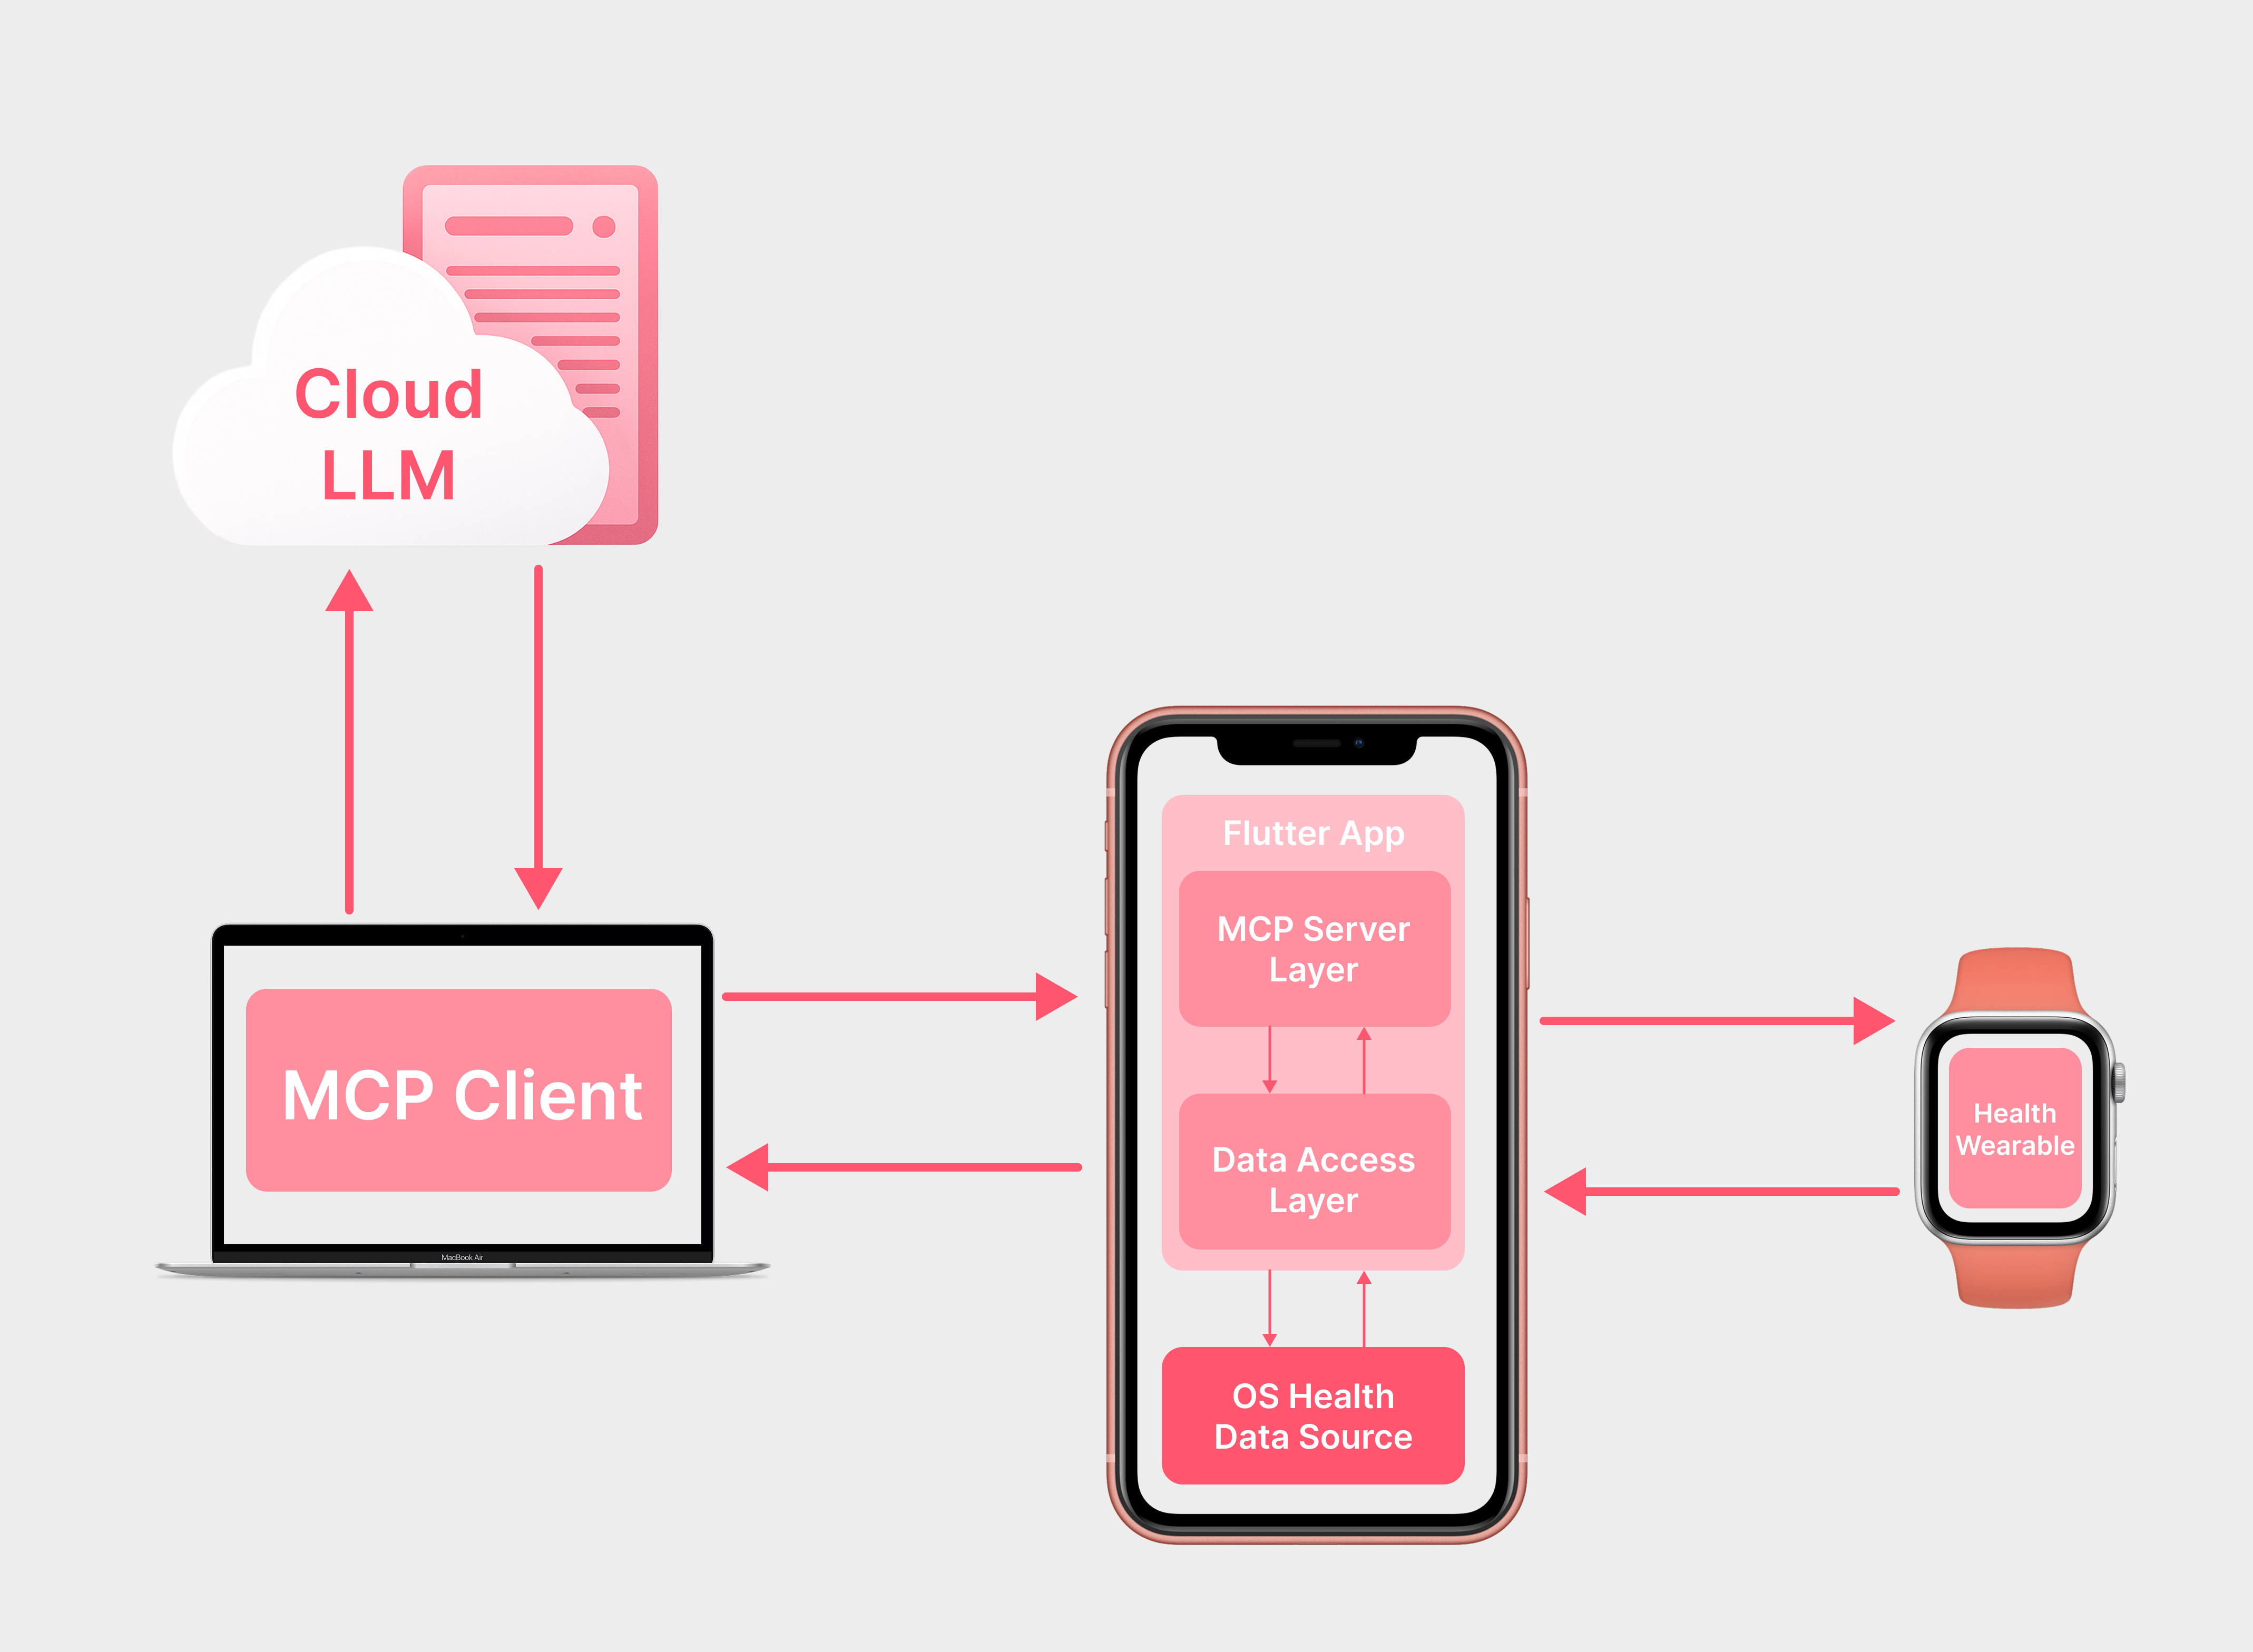 Cloud
LLM
MCP Client
MacBook Air
Flutter App
MCP Server
Layer
Data Access
Layer
OS Health
Data Source
Health
Wearable